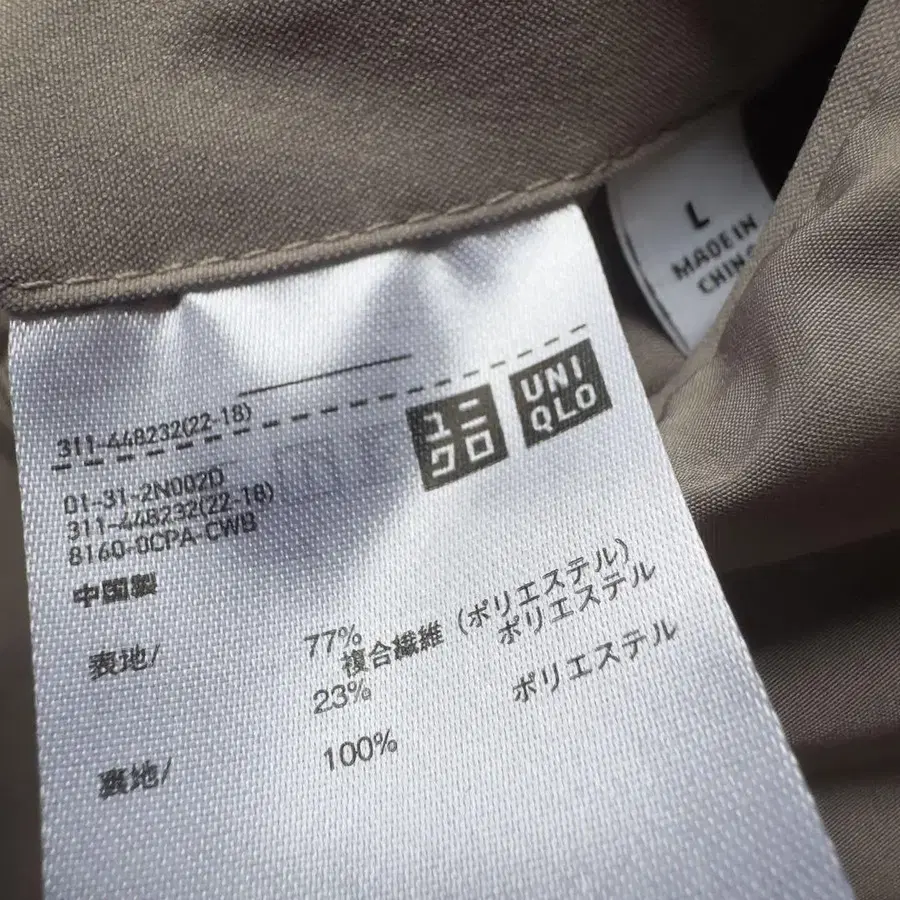 L
MADE IN
CHINA
311-448232(22-18)
ユニ
クロ
UNI
QLO
01-31-2N002D
311-448232(22-18)
8160-0CPA-CWB
中国製
表地/ 77%
複合繊維（ポリエステル）
23% ポリエステル
裏地/ 100% ポリエステル